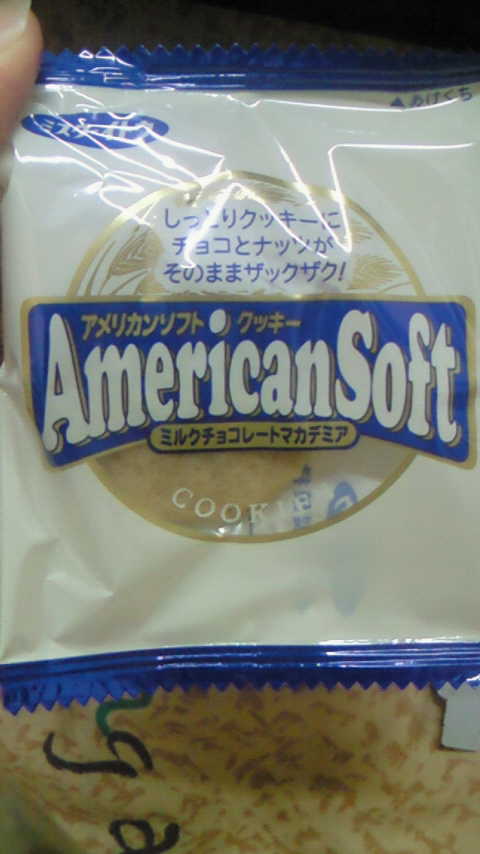 ▲あけくち
ミスターイトウ
しっとりクッキーに
チョコとナッツが
そのままザックザク!
アメリカンソフト クッキー
AmericanSoft
ミルクチョコレートマカデミア
COOKIE
ga